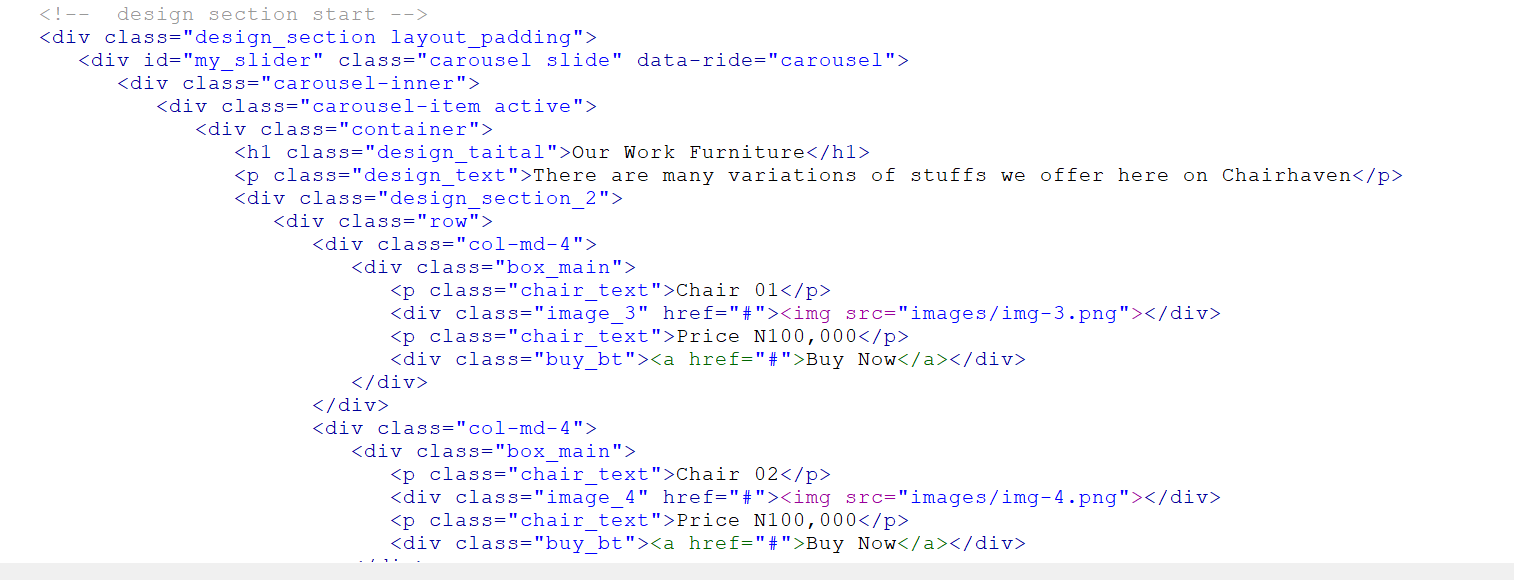 <!--  design section start -->
<div class="design_section layout_padding">
<div id="my_slider" class="carousel slide" data-ride="carousel">
<div class="carousel-inner">
<div class="carousel-item active">
<div class="container">
<h1 class="design_taital">Our Work Furniture</h1>
<p class="design_text">There are many variations of stuffs we offer here on Chairhaven</p>
<div class="design_section_2">
<div class="row">
<div class="col-md-4">
<div class="box_main">
<p class="chair_text">Chair 01</p>
<div class="image_3" href="#"><img src="images/img-3.png"></div>
<p class="chair_text">Price N100,000</p>
<div class="buy_bt"><a href="#">Buy Now</a></div>
</div>
</div>
<div class="col-md-4">
<div class="box_main">
<p class="chair_text">Chair 02</p>
<div class="image_4" href="#"><img src="images/img-4.png"></div>
<p class="chair_text">Price N100,000</p>
<div class="buy_bt"><a href="#">Buy Now</a></div>